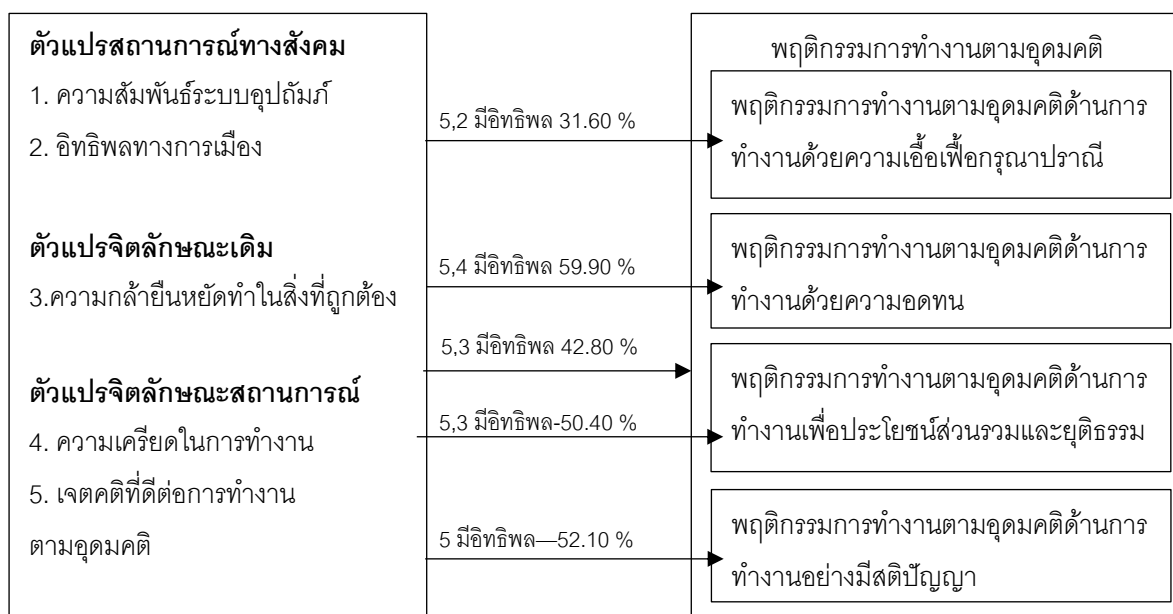 ตัวแปรสถานการณ์ทางสังคม
1. ความสัมพันธ์ระบบอุปถัมภ์
2. อิทธิพลทางการเมือง
ตัวแปรจิตลักษณะเดิม
3.ความกล้ายืนหยัดทำในสิ่งที่ถูกต้อง
ตัวแปรจิตลักษณะสถานการณ์
4. ความเครียดในการทำงาน
5. เจตคติที่ดีต่อการทำงาน
ตามอุดมคติ
5,2 มีอิทธิพล 31.60 %
5,4 มีอิทธิพล 59.90 %
5,3 มีอิทธิพล 42.80 %
5,3 มีอิทธิพล-50.40 %
5 มีอิทธิพล—52.10 %
พฤติกรรมการทำงานตามอุดมคติ
พฤติกรรมการทำงานตามอุดมคติด้านการ
ทำงานด้วยความเอื้อเฟื้อกรุณาปราณี
พฤติกรรมการทำงานตามอุดมคติด้านการ
ทำงานด้วยความอดทน
พฤติกรรมการทำงานตามอุดมคติด้านการ
ทำงานเพื่อประโยชน์ส่วนรวมและยุติธรรม
พฤติกรรมการทำงานตามอุดมคติด้านการ
ทำงานอย่างมีสติปัญญา